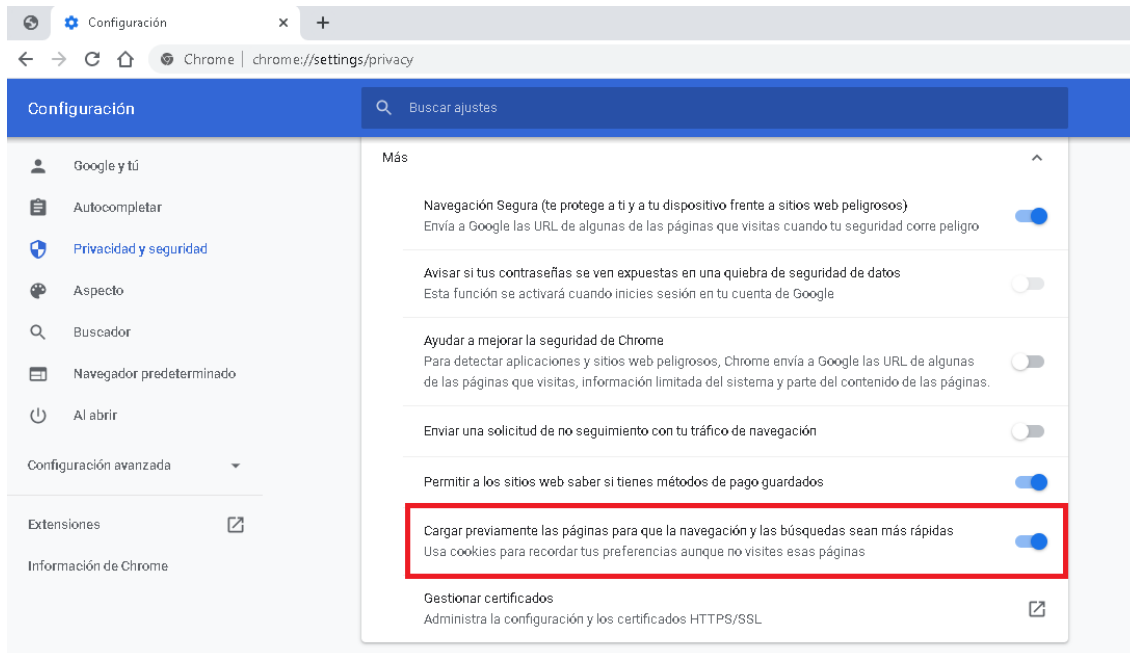 Configuración
Chrome | chrome://settings/privacy
Configuración
Buscar ajustes
Google y tú
Autocompletar
Privacidad y seguridad
Aspecto
Buscador
Navegador predeterminado
Al abrir
Configuración avanzada
Extensiones
Información de Chrome
Más
Navegación Segura (te protege a ti y a tu dispositivo frente a sitios web peligrosos)
Envía a Google las URL de algunas de las páginas que visitas cuando tu seguridad corre peligro
Avisar si tus contraseñas se ven expuestas en una quiebra de seguridad de datos
Esta función se activará cuando inicies sesión en tu cuenta de Google
Ayudar a mejorar la seguridad de Chrome
Para detectar aplicaciones y sitios web peligrosos, Chrome envía a Google las URL de algunas
de las páginas que visitas, información limitada del sistema y parte del contenido de las páginas.
Enviar una solicitud de no seguimiento con tu tráfico de navegación
Permitir a los sitios web saber si tienes métodos de pago guardados
Cargar previamente las páginas para que la navegación y las búsquedas sean más rápidas
Usa cookies para recordar tus preferencias aunque no visites esas páginas
Gestionar certificados
Administra la configuración y los certificados HTTPS/SSL